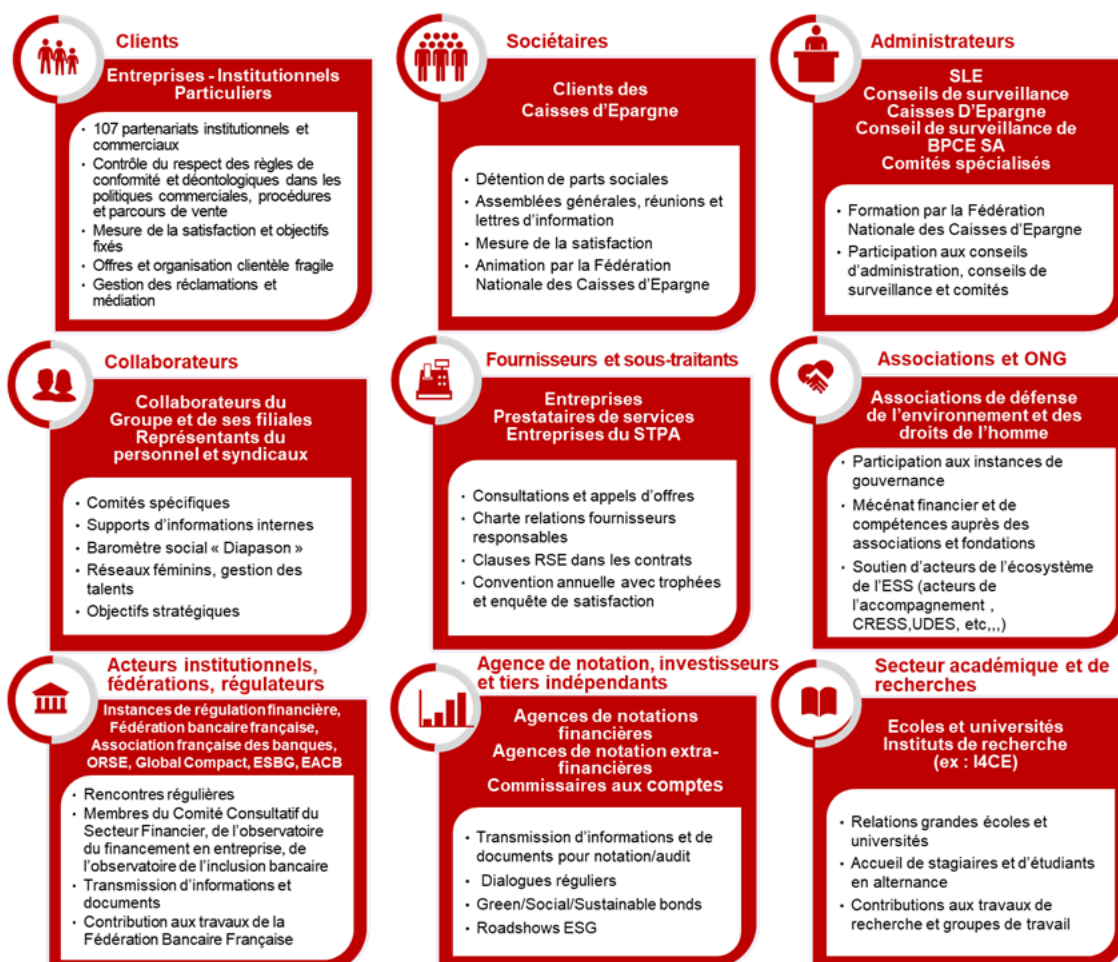 Clients
Entreprises - Institutionnels
Particuliers
• 107 partenariats institutionnels et
commerciaux
• Contrôle du respect des règles de
conformité et déontologiques dans les
politiques commerciales, procédures
et parcours de vente
• Mesure de la satisfaction et objectifs
fixés
• Offres et organisation clientèle fragile
• Gestion des réclamations et
médiation
Sociétaires
Clients des
Caisses d'Epargne
• Détention de parts sociales
• Assemblées générales, réunions et
lettres d'information
• Mesure de la satisfaction
• Animation par la Fédération
Nationale des Caisses d'Epargne
Administrateurs
SLE
Conseils de surveillance
Caisses D'Epargne
Conseil de surveillance de
BPCE SA
Comités spécialisés
• Formation par la Fédération
Nationale des Caisses d'Epargne
• Participation aux conseils
d'administration, conseils de
surveillance et comités
Collaborateurs
Collaborateurs du
Groupe et de ses filiales
Représentants du
personnel et syndicaux
• Comités spécifiques
• Supports d'informations internes
• Baromètre social « Diapason »
• Réseaux féminins, gestion des
talents
• Objectifs stratégiques
Fournisseurs et sous-traitants
Entreprises
Prestataires de services
Entreprises du STPA
• Consultations et appels d'offres
• Charte relations fournisseurs
responsables
• Clauses RSE dans les contrats
• Convention annuelle avec trophées
et enquête de satisfaction
Associations et ONG
Associations de défense
de l'environnement et des
droits de l'homme
• Participation aux instances de
gouvernance
• Mécénat financier et de
compétences auprès des
associations et fondations
• Soutien d'acteurs de l'écosystème
de l'ESS (acteurs de
l'accompagnement ,
CRESS,UDES, etc,,,)
Acteurs institutionnels,
fédérations, régulateurs
Instances de régulation financière,
Fédération bancaire française,
Association française des banques,
ORSE, Global Compact, ESBG, EACB
• Rencontres régulières
• Membres du Comité Consultatif du
Secteur Financier, de l'observatoire
du financement en entreprise, de
l'observatoire de l'inclusion bancaire
• Transmission d'informations et
documents
• Contribution aux travaux de la
Fédération Bancaire Française
Agence de notation, investisseurs
et tiers indépendants
Agences de notations
financières
Agences de notation extra-
financières
Commissaires aux comptes
• Transmission d'informations et de
documents pour notation/audit
• Dialogues réguliers
• Green/Social/Sustainable bonds
• Roadshows ESG
Secteur académique et de
recherches
Ecoles et universités
Instituts de recherche
(ex : I4CE)
• Relations grandes écoles et
universités
• Accueil de stagiaires et d'étudiants
en alternance
• Contributions aux travaux de
recherche et groupes de travail